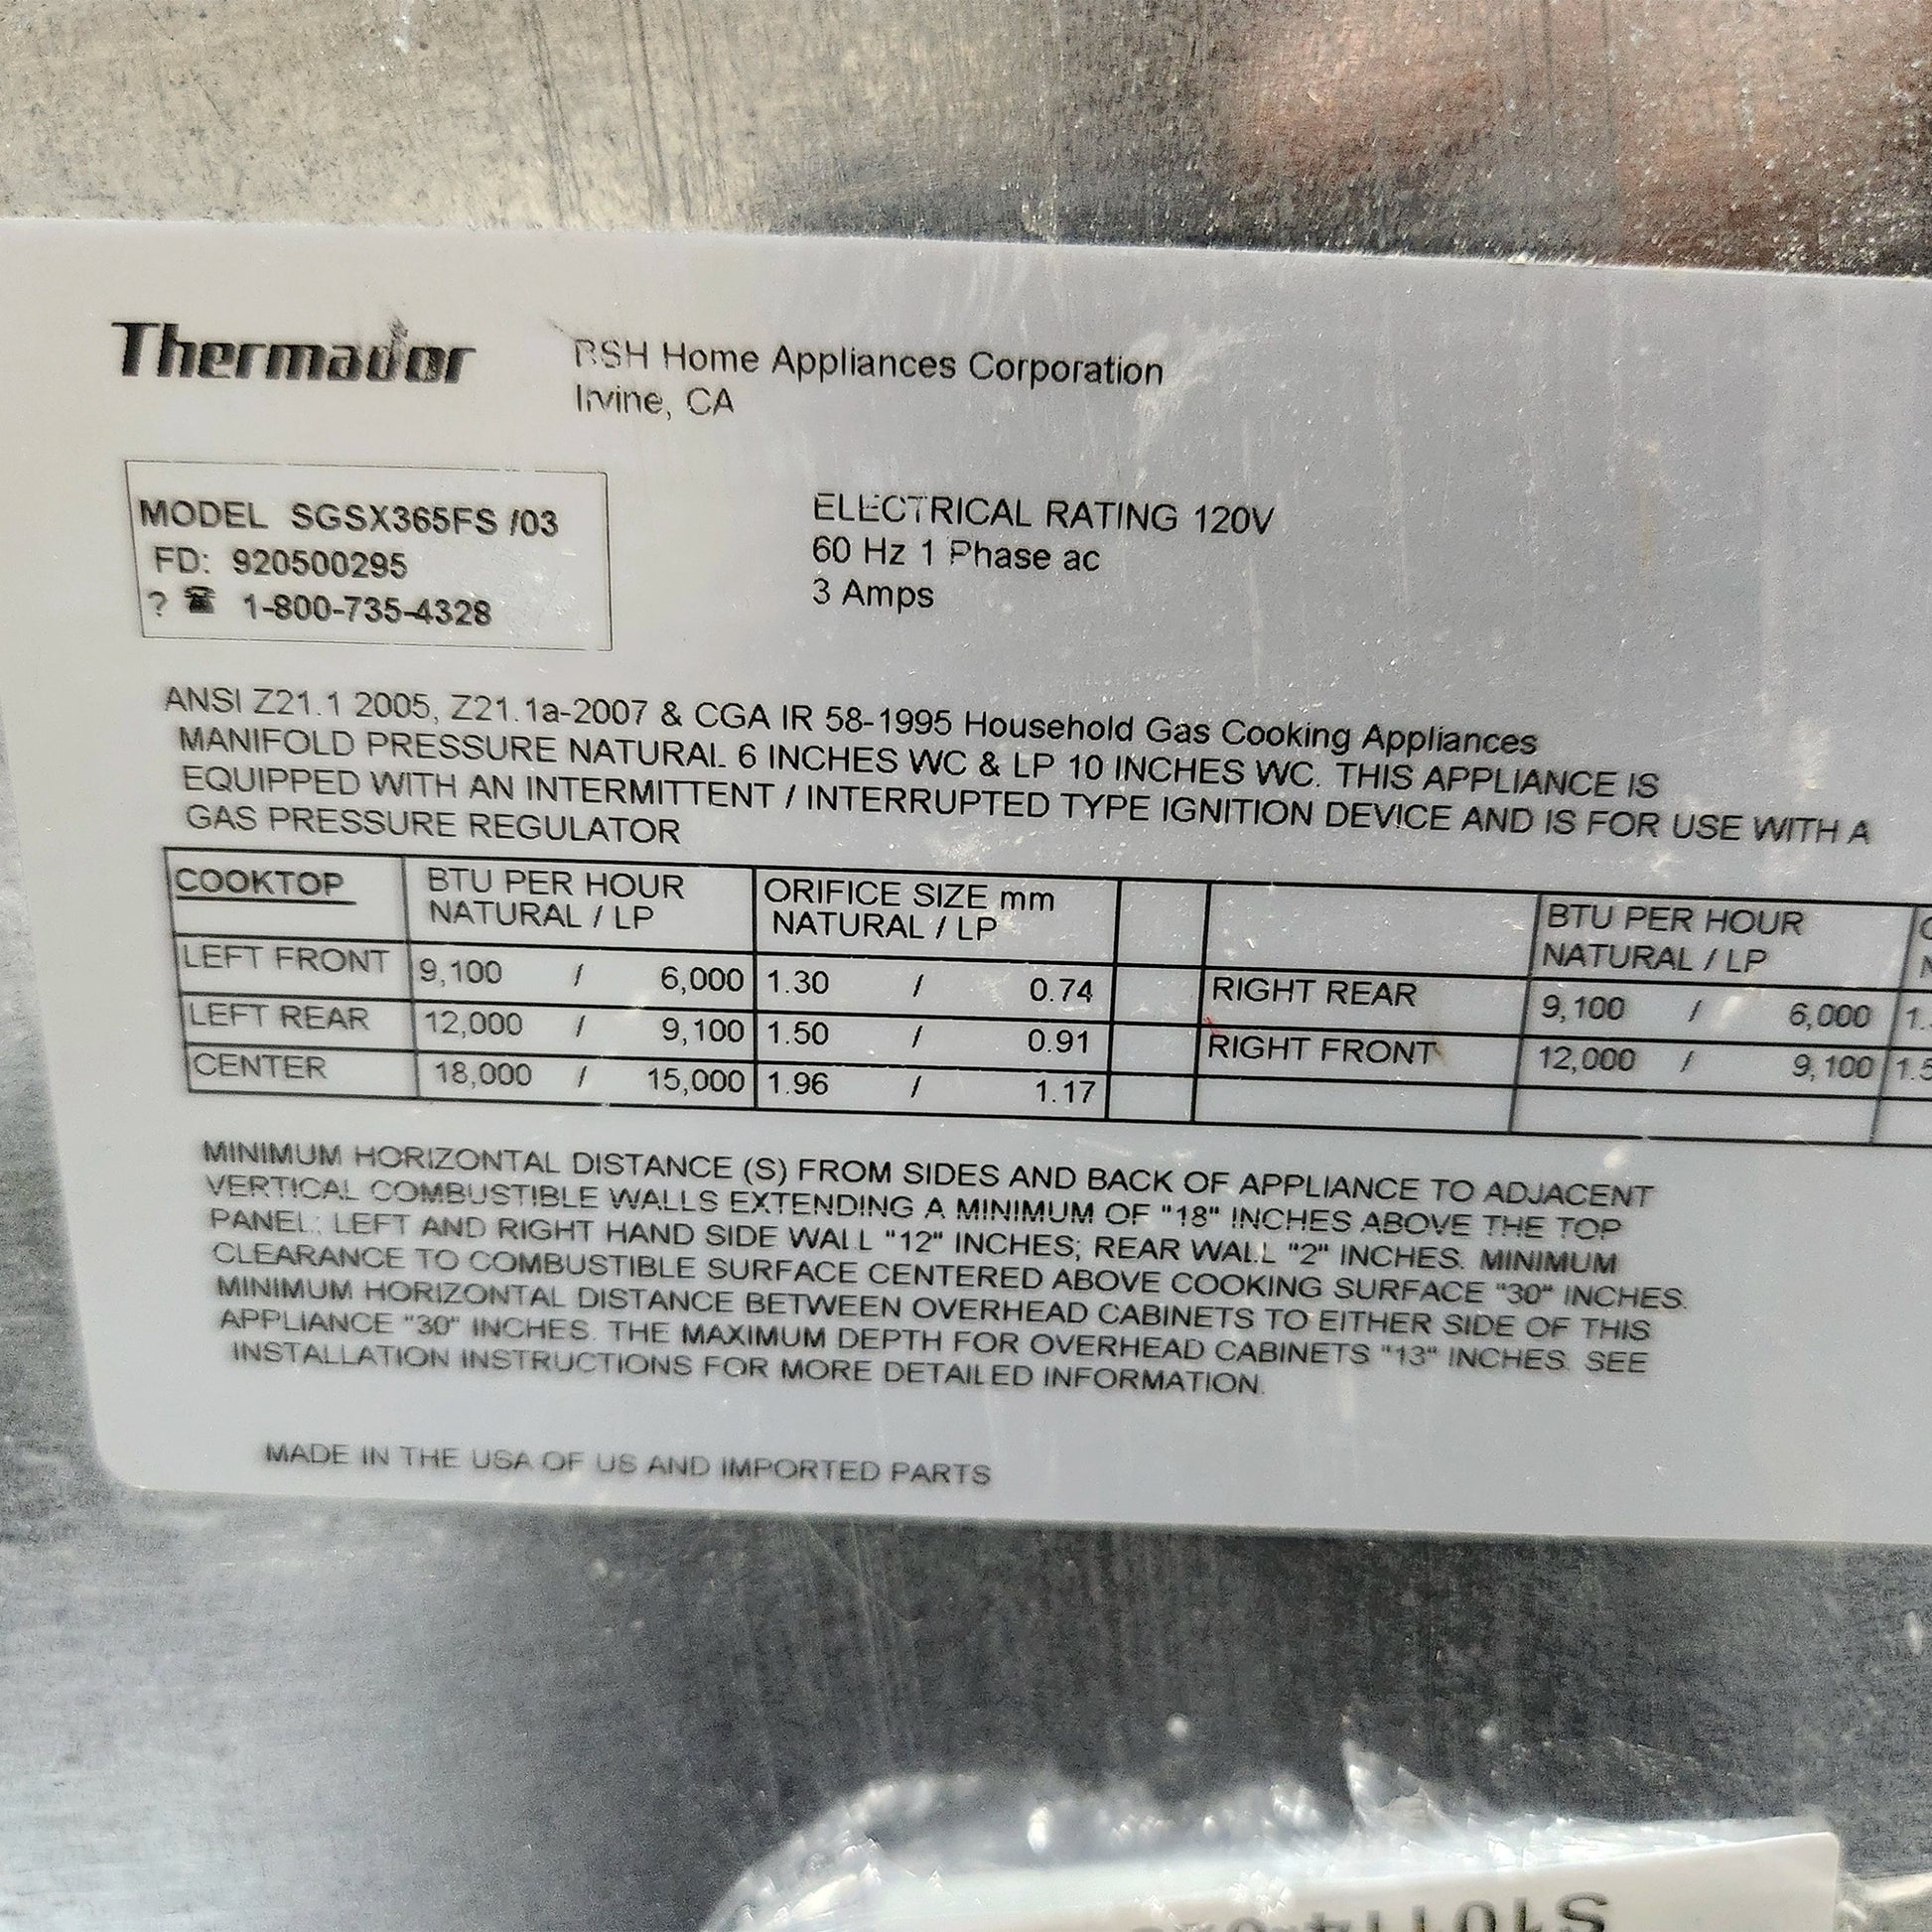 Thermador
BSH Home Appliances Corporation
Irvine, CA
MODEL SGSX365FS /03
FD: 920500295
? ☎ 1-800-735-4328
ELECTRICAL RATING 120V
60 Hz 1 Phase ac
3 Amps
ANSI Z21.1 2005, Z21.1a-2007 & CGA IR 58-1995 Household Gas Cooking Appliances
MANIFOLD PRESSURE NATURAL 6 INCHES WC & LP 10 INCHES WC. THIS APPLIANCE IS
EQUIPPED WITH AN INTERMITTENT / INTERRUPTED TYPE IGNITION DEVICE AND IS FOR USE WITH A
GAS PRESSURE REGULATOR
COOKTOP BTU PER HOUR ORIFICE SIZE mm BTU PER HOUR
NATURAL / LP NATURAL / LP NATURAL / LP
LEFT FRONT 9,100 / 6,000 1.30 / 0.74 RIGHT REAR 9,100 / 6,000
LEFT REAR 12,000 / 9,100 1.50 / 0.91 RIGHT FRONT 12,000 / 9,100
CENTER 18,000 / 15,000 1.96 / 1.17
MINIMUM HORIZONTAL DISTANCE (S) FROM SIDES AND BACK OF APPLIANCE TO ADJACENT
VERTICAL COMBUSTIBLE WALLS EXTENDING A MINIMUM OF "18" INCHES ABOVE THE TOP
PANEL: LEFT AND RIGHT HAND SIDE WALL "12" INCHES; REAR WALL "2" INCHES. MINIMUM
CLEARANCE TO COMBUSTIBLE SURFACE CENTERED ABOVE COOKING SURFACE "30" INCHES.
MINIMUM HORIZONTAL DISTANCE BETWEEN OVERHEAD CABINETS TO EITHER SIDE OF THIS
APPLIANCE "30" INCHES. THE MAXIMUM DEPTH FOR OVERHEAD CABINETS "13" INCHES. SEE
INSTALLATION INSTRUCTIONS FOR MORE DETAILED INFORMATION.
MADE IN THE USA OF US AND IMPORTED PARTS